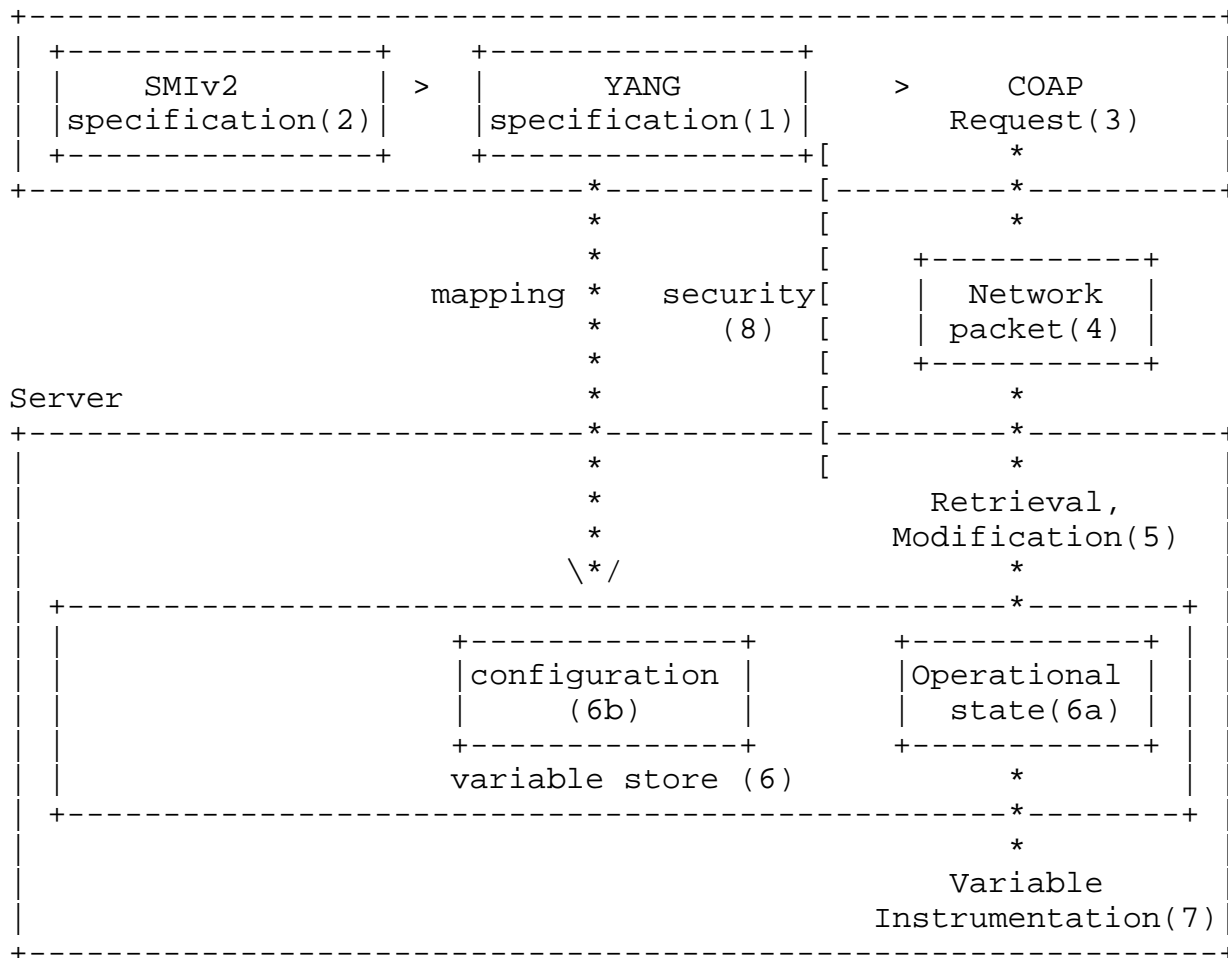 SMIv2 > YANG > COAP
specification(2) specification(1) Request(3)
mapping security Network
(8) packet(4)
Server
Retrieval,
Modification(5)
configuration Operational
(6b) state(6a)
variable store (6)
Variable
Instrumentation(7)